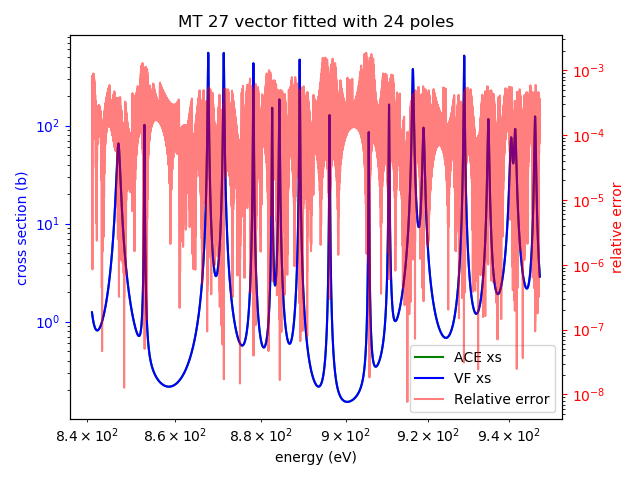 MT 27 vector fitted with 24 poles
10²
10¹
10⁰
cross section (b)
10⁻³
10⁻⁴
10⁻⁵
10⁻⁶
10⁻⁷
10⁻⁸
relative error
ACE xs
VF xs
Relative error
8.4 × 10² 8.6 × 10² 8.8 × 10² 9 × 10² 9.2 × 10² 9.4 × 10²
energy (eV)